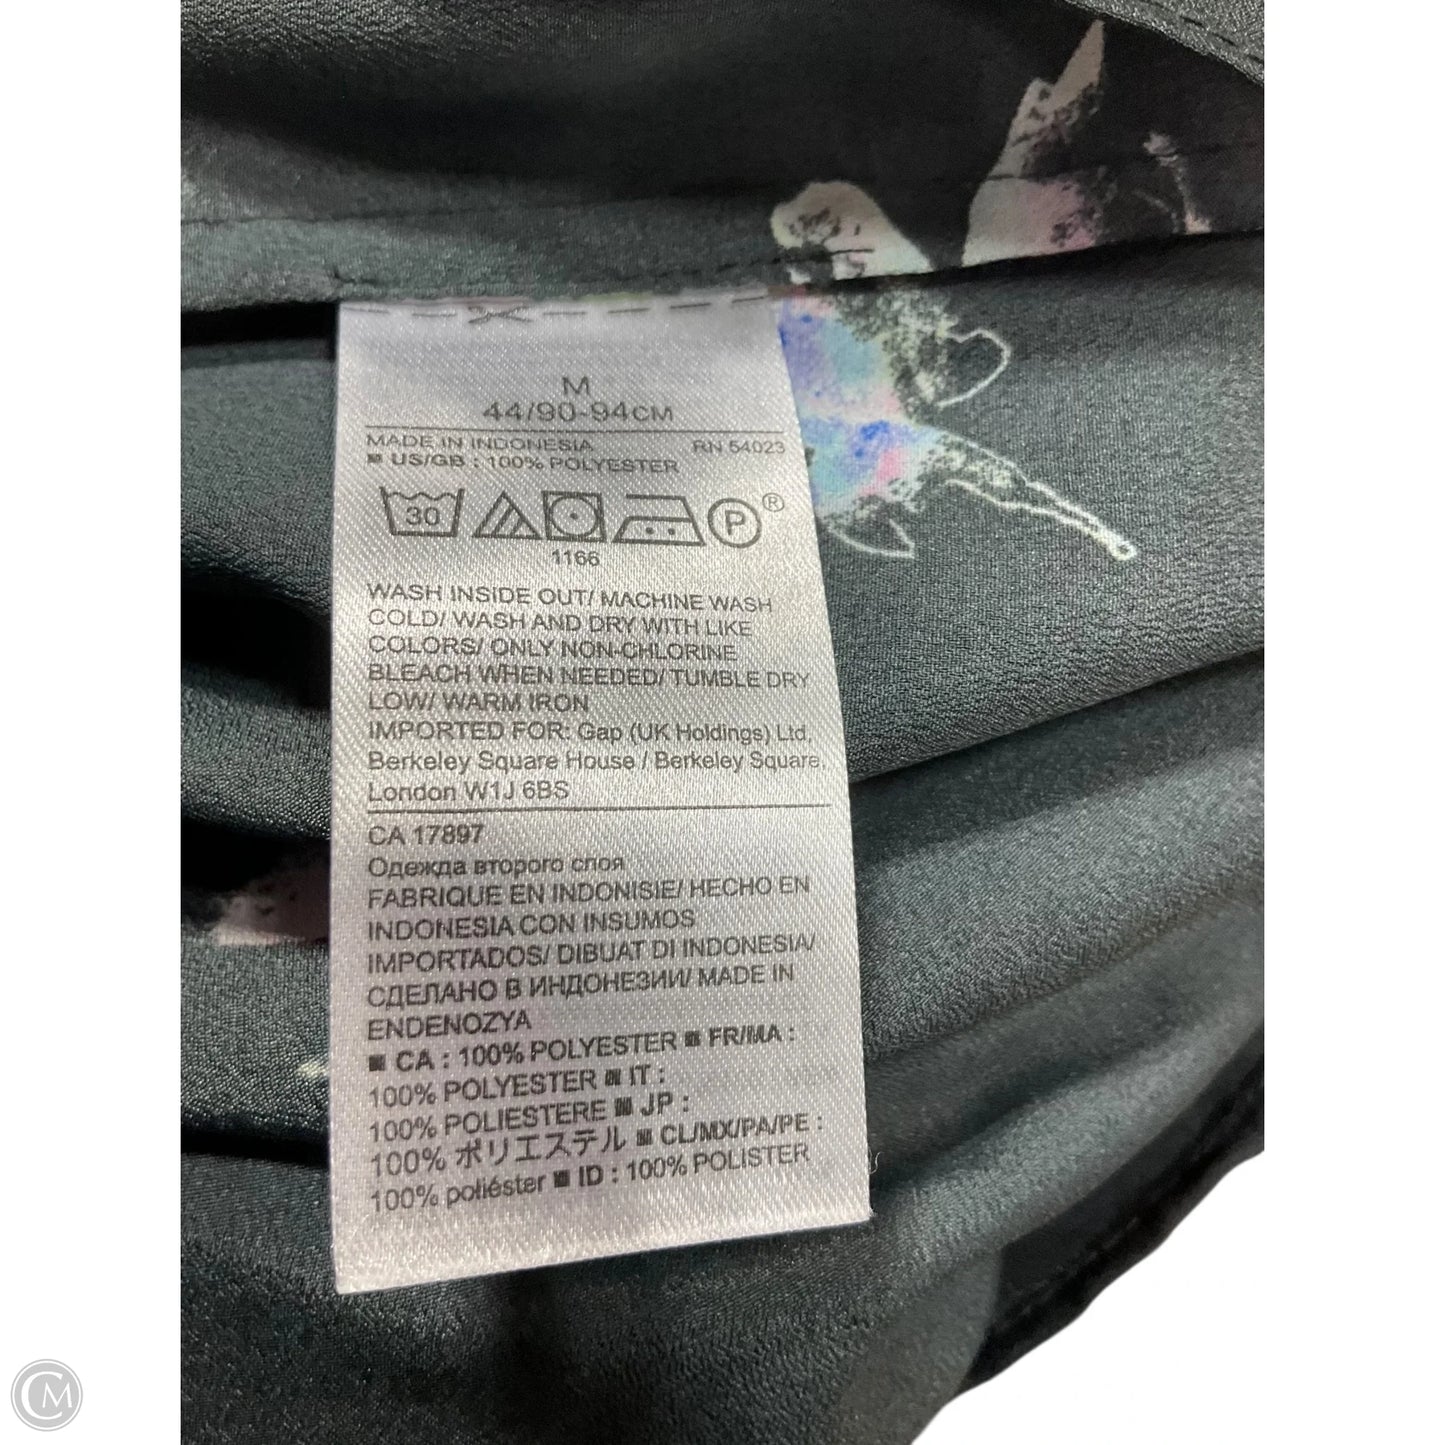 M
44/90-94CM
MADE IN INDONESIA RN 54023
US/GB : 100% POLYESTER
30 P ®
1166
WASH INSIDE OUT/ MACHINE WASH
COLD/ WASH AND DRY WITH LIKE
COLORS/ ONLY NON-CHLORINE
BLEACH WHEN NEEDED/ TUMBLE DRY
LOW/ WARM IRON
IMPORTED FOR: Gap (UK Holdings) Ltd.
Berkeley Square House / Berkeley Square,
London W1J 6BS
CA 17897
Одежда второго слоя
FABRIQUE EN INDONISIE/ HECHO EN
INDONESIA CON INSUMOS
IMPORTADOS/ DIBUAT DI INDONESIA/
СДЕЛАНО В ИНДОНЕЗИИ/ MADE IN
ENDENOZYA
■ CA : 100% POLYESTER ■ FR/MA :
100% POLYESTER ■ IT :
100% POLIESTERE ■ JP :
100% ポリエステル ■ CL/MX/PA/PE :
100% poliéster ■ ID : 100% POLISTER
CM